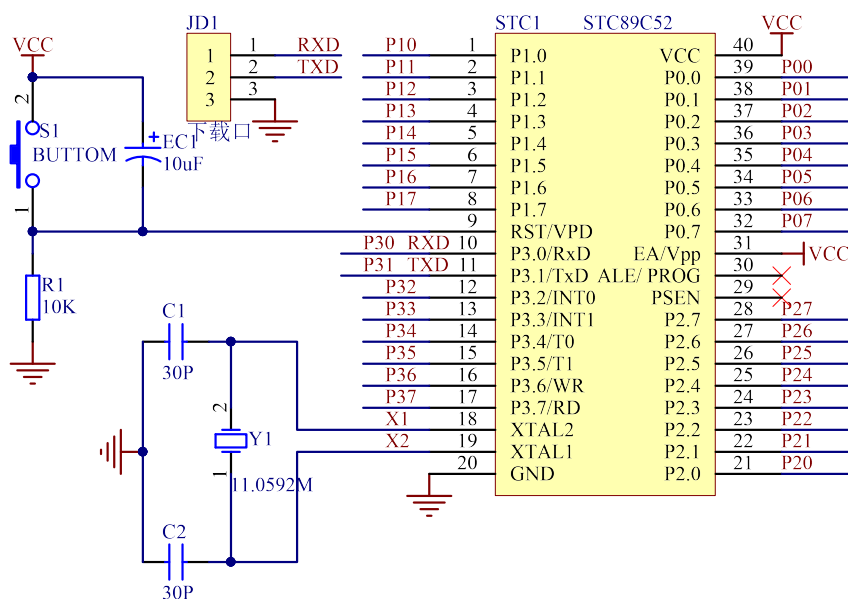 JD1
STC1 STC89C52
VCC
VCC
1 RXD
2 TXD
3
1
2
3
下载口
2
S1
BUTTOM
1
EC1
+
10uF
R1
10K
C1
30P
2
Y1
1
11.0592M
C2
30P
P10 1 P1.0
P11 2 P1.1
P12 3 P1.2
P13 4 P1.3
P14 5 P1.4
P15 6 P1.5
P16 7 P1.6
P17 8 P1.7
9 RST/VPD
P30 RXD 10 P3.0/RxD
P31 TXD 11 P3.1/TxD
P32 12 P3.2/INT0
P33 13 P3.3/INT1
P34 14 P3.4/T0
P35 15 P3.5/T1
P36 16 P3.6/WR
P37 17 P3.7/RD
X1 18 XTAL2
X2 19 XTAL1
20 GND
VCC 40
P0.0 39 P00
P0.1 38 P01
P0.2 37 P02
P0.3 36 P03
P0.4 35 P04
P0.5 34 P05
P0.6 33 P06
P0.7 32 P07
EA/Vpp 31 VCC
ALE/ PROG 30
PSEN 29
P2.7 28 P27
P2.6 27 P26
P2.5 26 P25
P2.4 25 P24
P2.3 24 P23
P2.2 23 P22
P2.1 22 P21
P2.0 21 P20